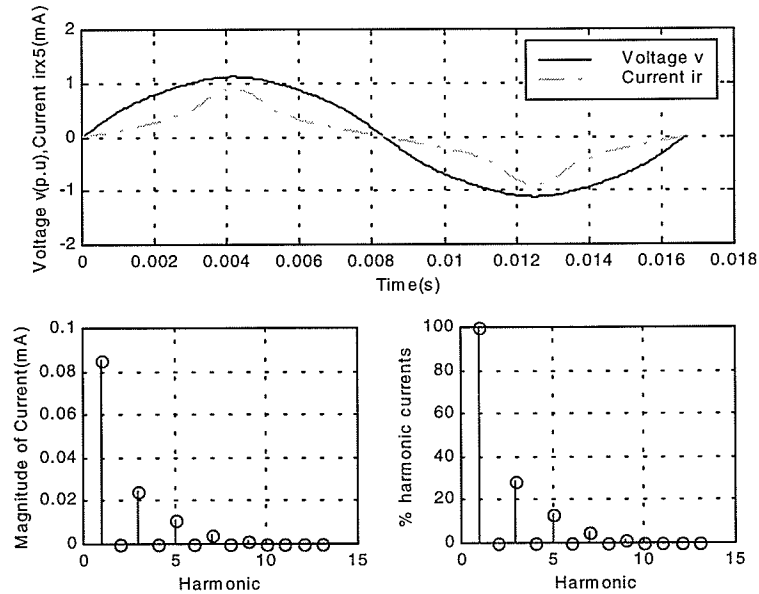 Voltage v(p.u),Current irx5(mA)
2
1
0
-1
-2
Voltage v
Current ir
0 0.002 0.004 0.006 0.008 0.01 0.012 0.014 0.016 0.018
Time(s)
Magnitude of Current(mA)
0.1
0.08
0.06
0.04
0.02
0
0 5 10 15
Harmonic
% harmonic currents
100
80
60
40
20
0
0 5 10 15
Harmonic